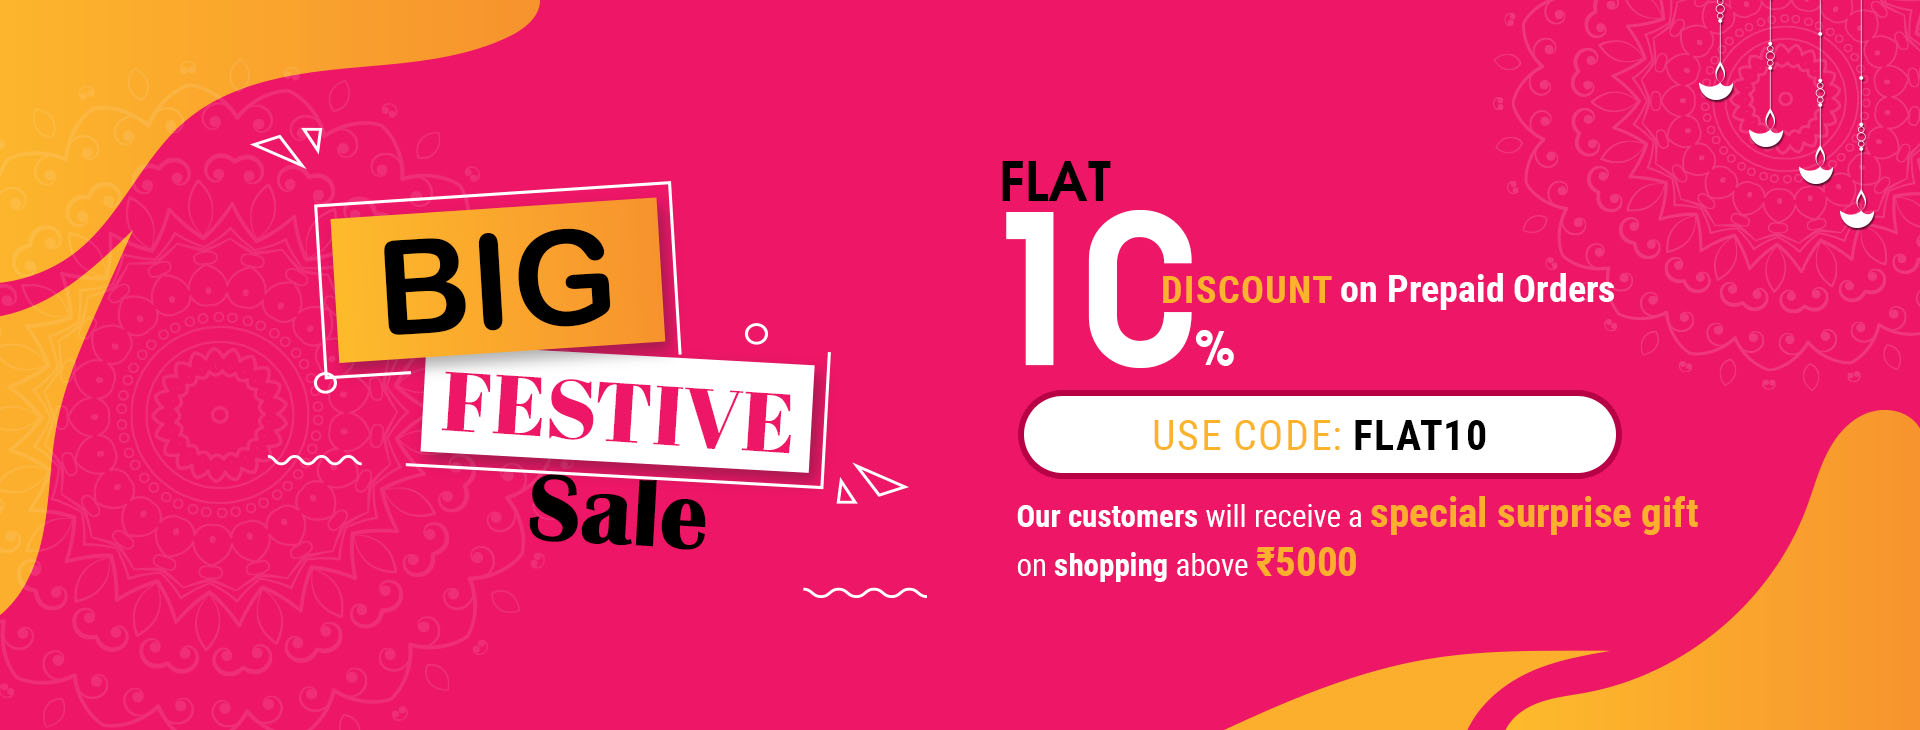 BIG
FESTIVE
Sale
FLAT
10%
DISCOUNT on Prepaid Orders
USE CODE: FLAT10
Our customers will receive a special surprise gift
on shopping above ₹5000